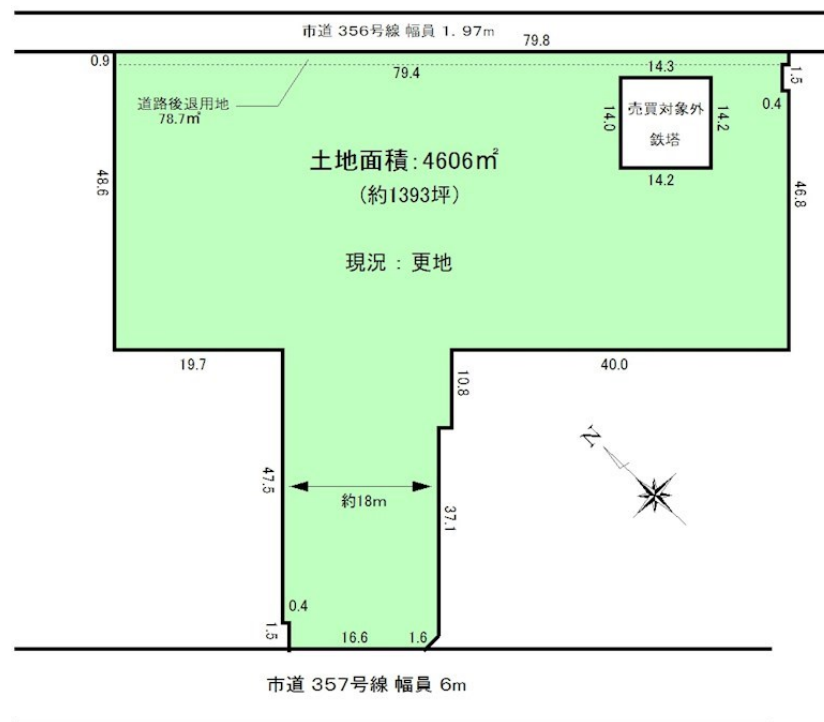 市道 356号線 幅員 1. 97m
79.8
0.9
79.4
14.3
1.5
道路後退用地
78.7㎡
14.0
売買対象外
鉄塔
14.2
0.4
14.2
土地面積：4606㎡
（約1393坪）
48.6
46.8
現況 ： 更地
19.7
40.0
10.8
N
47.5
約18m
37.1
0.4
1.5
16.6
1.6
市道 357号線 幅員 6m